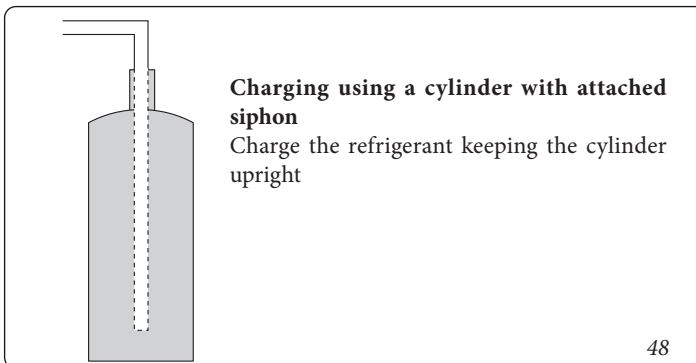 Charging using a cylinder with attached
siphon
Charge the refrigerant keeping the cylinder
upright
48